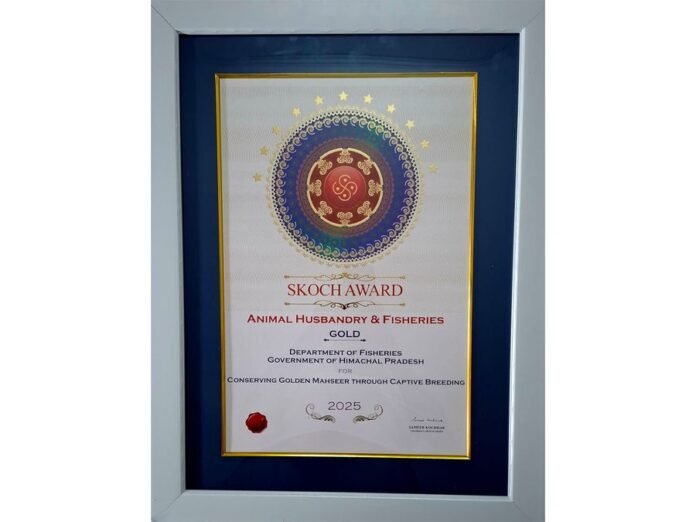 SKOCH AWARD
ANIMAL HUSBANDRY & FISHERIES
GOLD
DEPARTMENT OF FISHERIES
GOVERNMENT OF HIMACHAL PRADESH
FOR
CONSERVING GOLDEN MAHSEER THROUGH CAPTIVE BREEDING
2025
SAMEER KOCHHAR